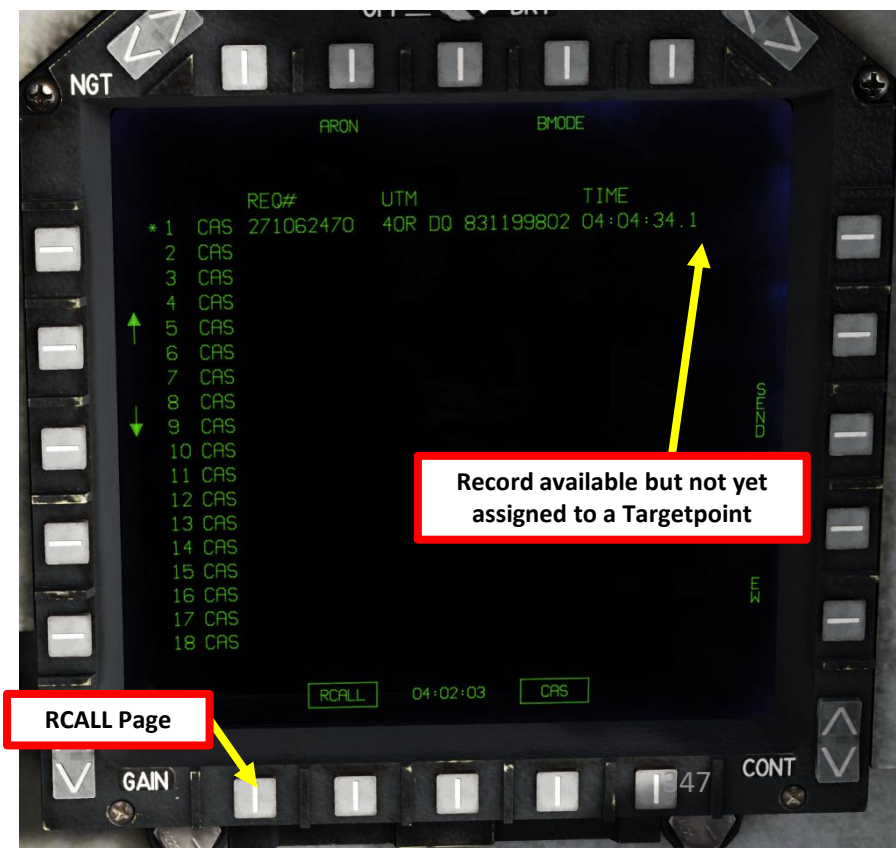 NGT
ARON BMODE
REQ# UTM TIME
* 1 CAS 271062470 40R DQ 831199802 04:04:34.1
2 CAS
3 CAS
4 CAS
5 CAS
6 CAS
7 CAS
8 CAS
9 CAS
10 CAS
11 CAS
12 CAS
13 CAS
14 CAS
15 CAS
16 CAS
17 CAS
18 CAS
SEND
Record available but not yet
assigned to a Targetpoint
EW
RCALL 04:02:03 CAS
RCALL Page
GAIN
347
CONT